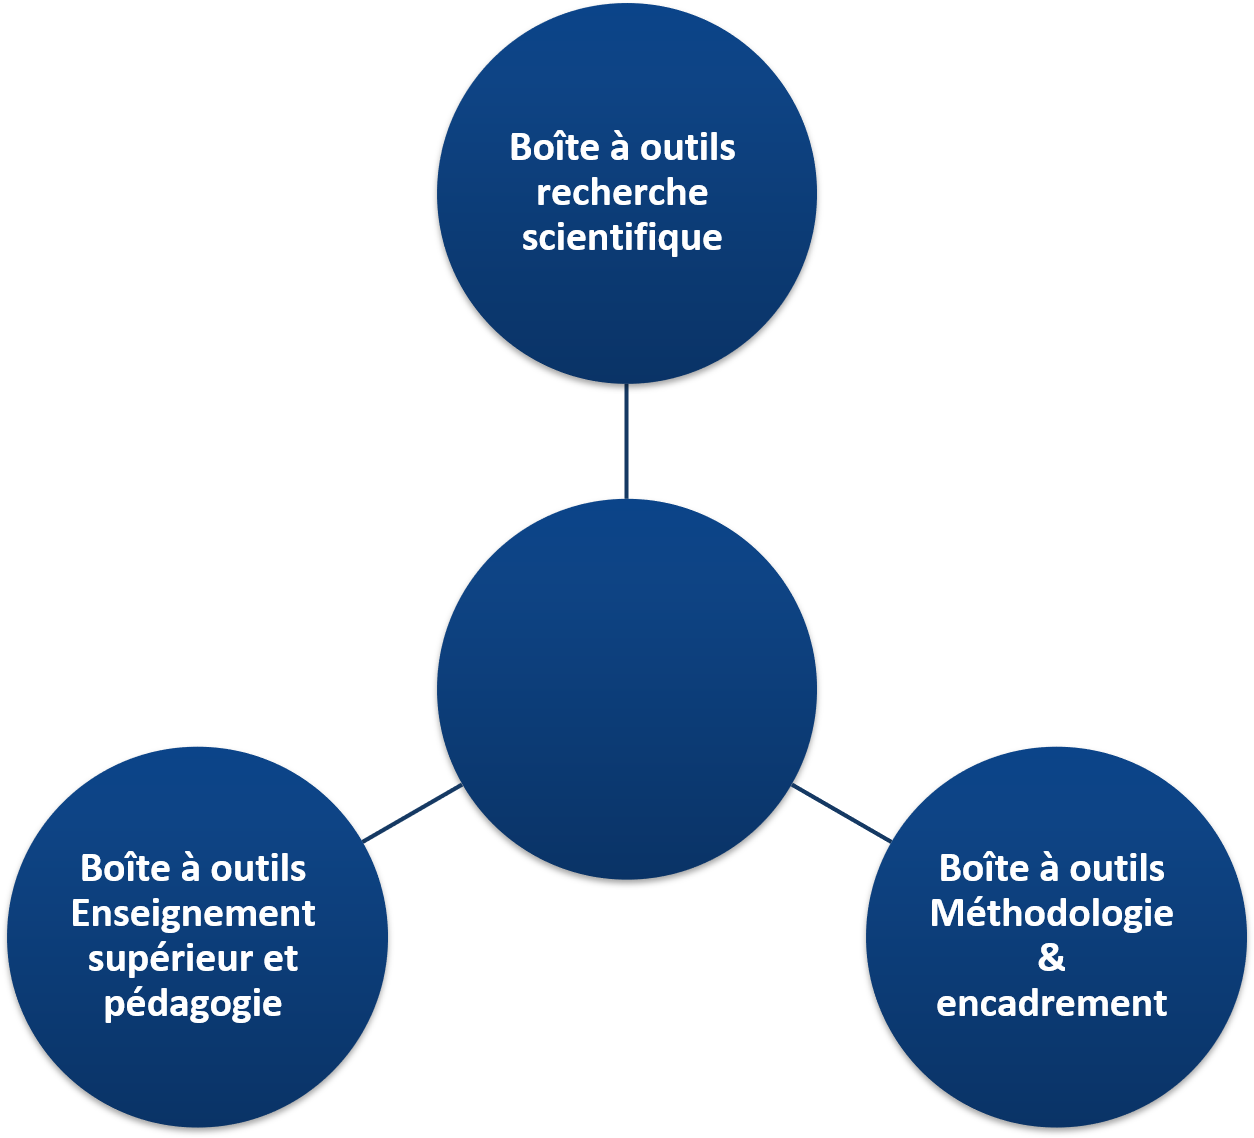 Boîte à outils
recherche
scientifique
Boîte à outils
Enseignement
supérieur et
pédagogie
Boîte à outils
Méthodologie
&
encadrement